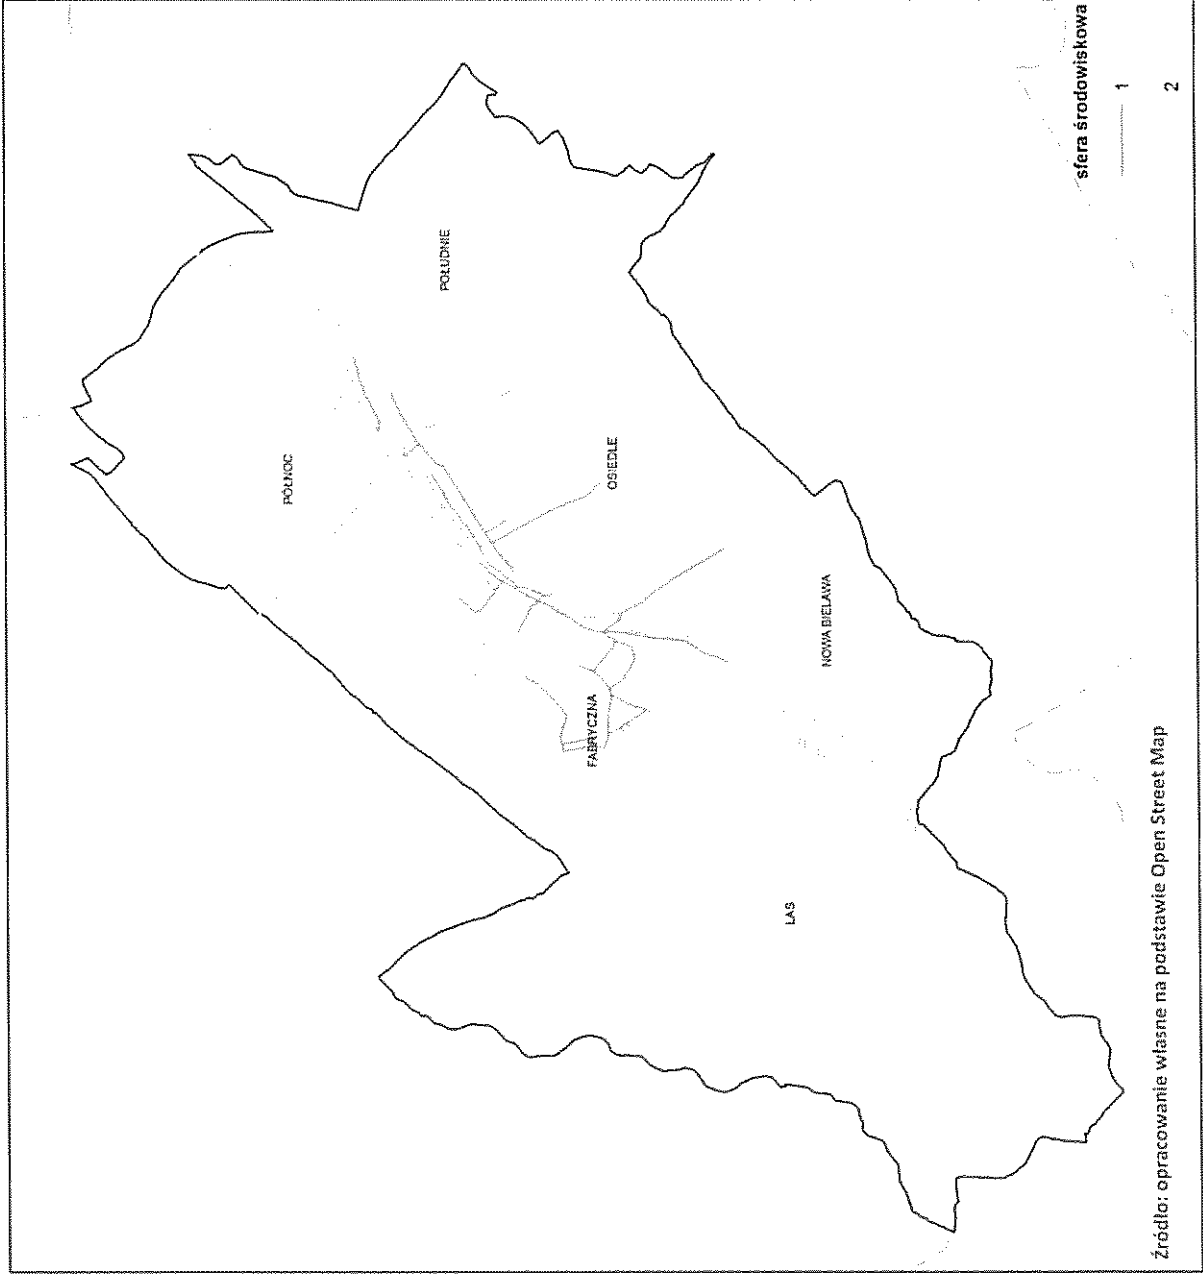 PÓŁNOC
POŁUDNIE
OSIEDLE
FABRYCZNA
NOWA BIELAWA
LAS
sfera środowiskowa
1
2
Źródło: opracowanie własne na podstawie Open Street Map